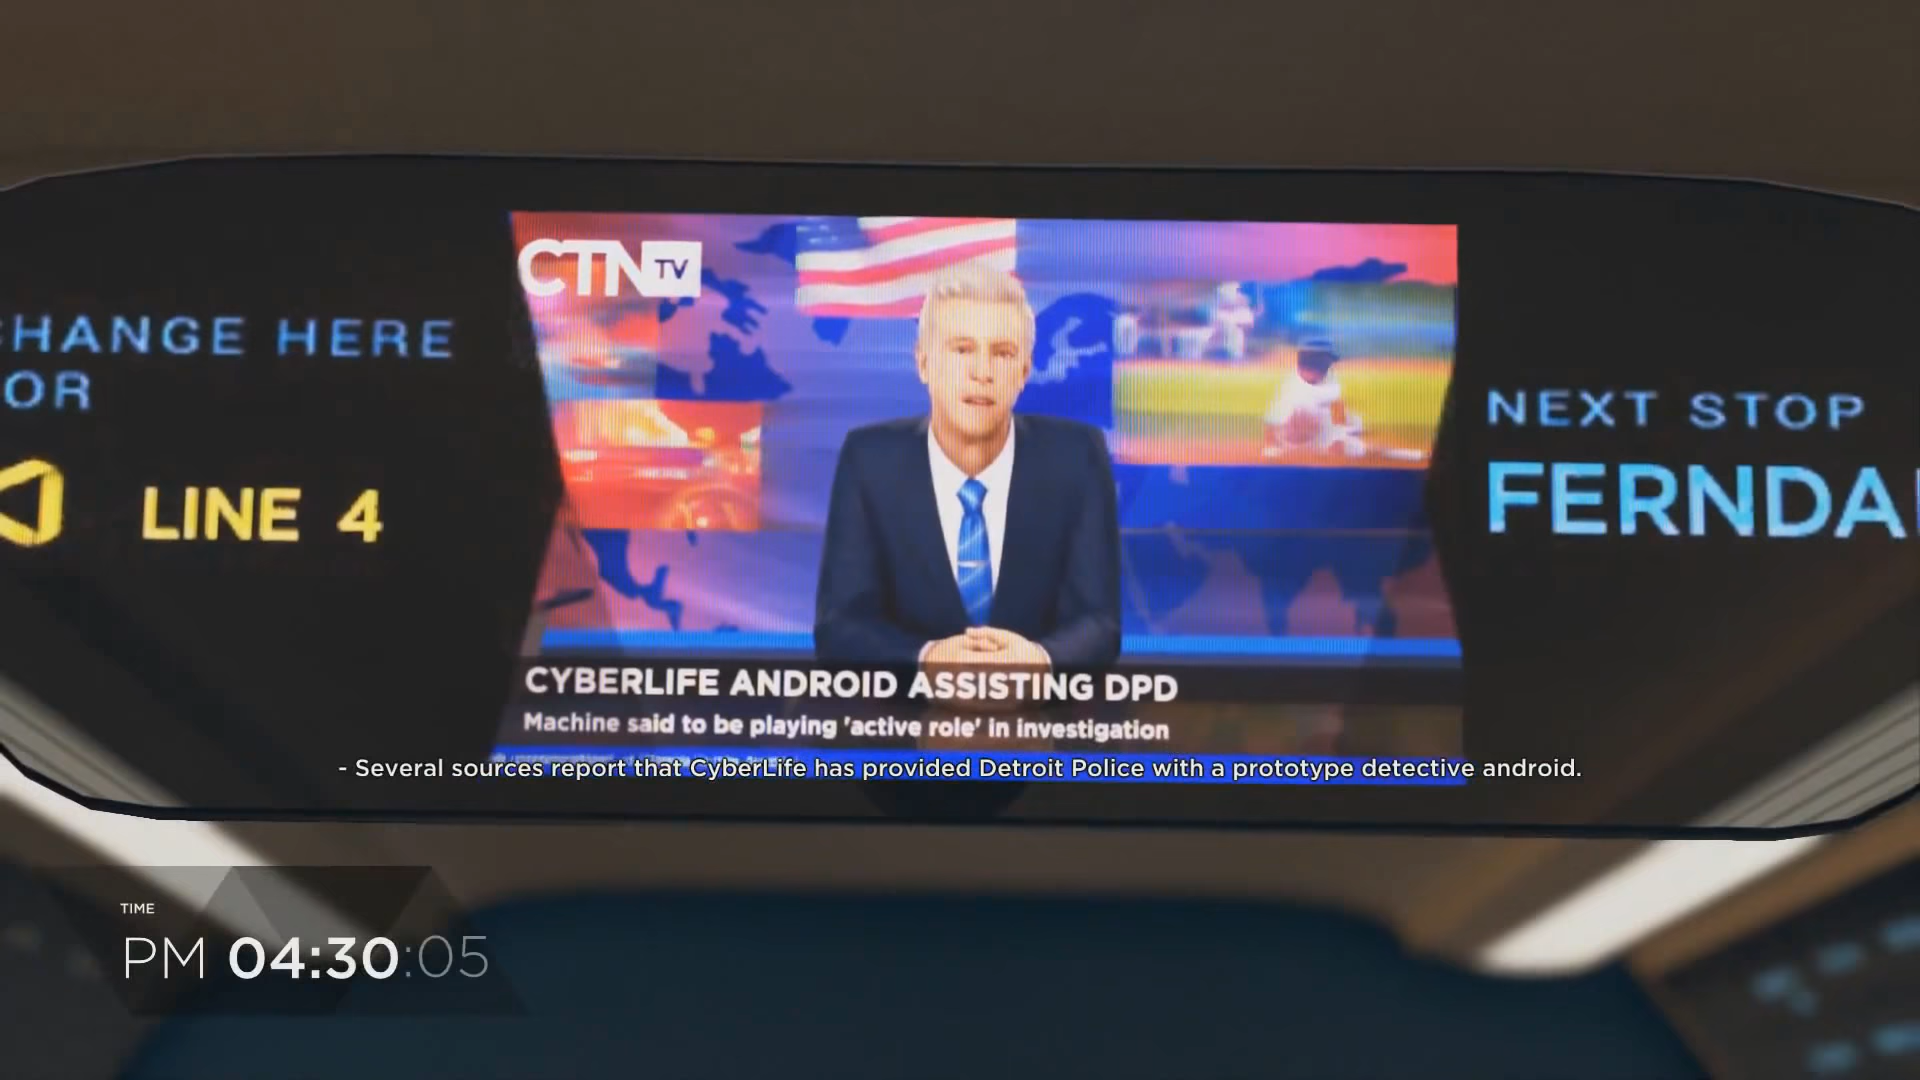 CTN TV
HANGE HERE
OR
LINE 4
NEXT STOP
FERNDA
CYBERLIFE ANDROID ASSISTING DPD
Machine said to be playing 'active role' in investigation
- Several sources report that CyberLife has provided Detroit Police with a prototype detective android.
TIME
PM 04:30:05